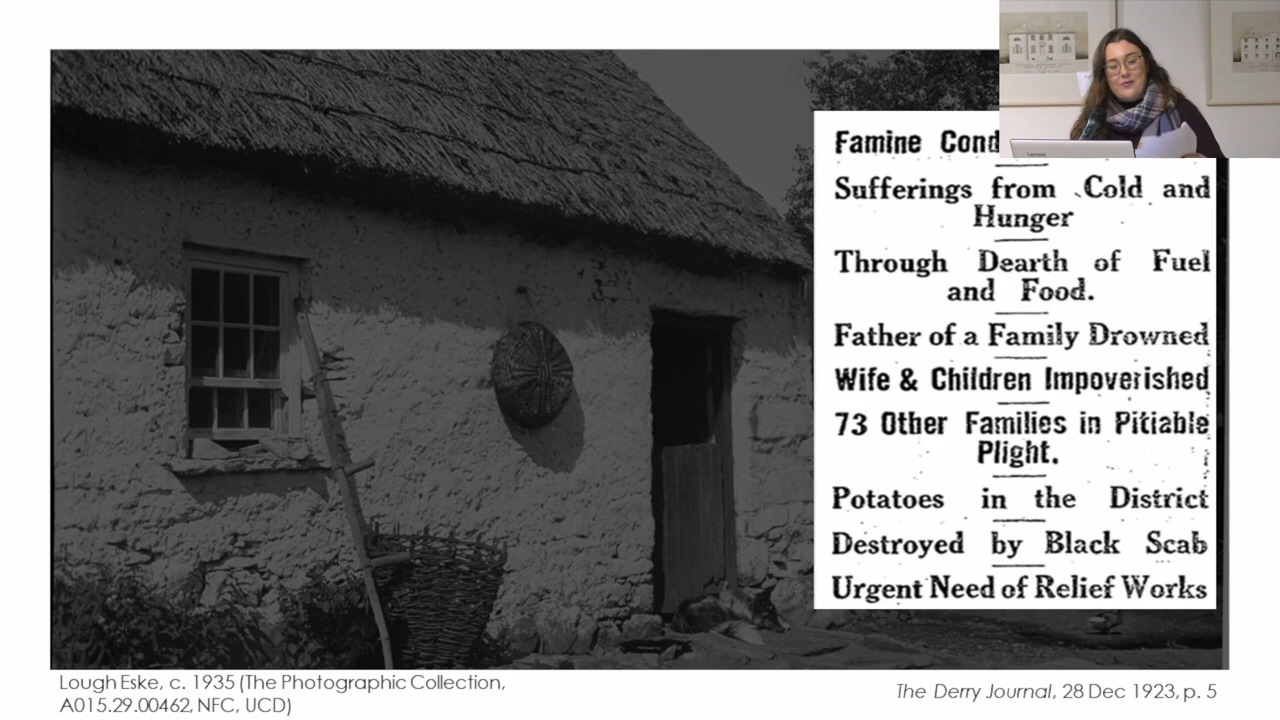 Famine Cond
Sufferings from Cold and
Hunger
Through Dearth of Fuel
and Food.
Father of a Family Drowned
Wife & Children Impoverished
73 Other Families in Pitiable
Plight.
Potatoes in the District
Destroyed by Black Scab
Urgent Need of Relief Works
Lough Eske, c. 1935 (The Photographic Collection,
A015.29.00462, NFC, UCD)
The Derry Journal, 28 Dec 1923, p. 5